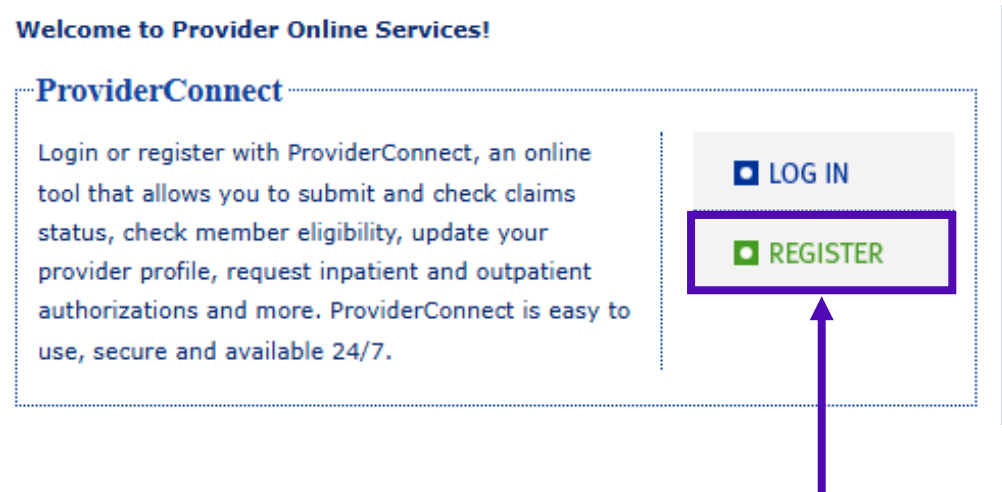 Welcome to Provider Online Services!
ProviderConnect
Login or register with ProviderConnect, an online
tool that allows you to submit and check claims
status, check member eligibility, update your
provider profile, request inpatient and outpatient
authorizations and more. ProviderConnect is easy to
use, secure and available 24/7.
LOG IN
REGISTER